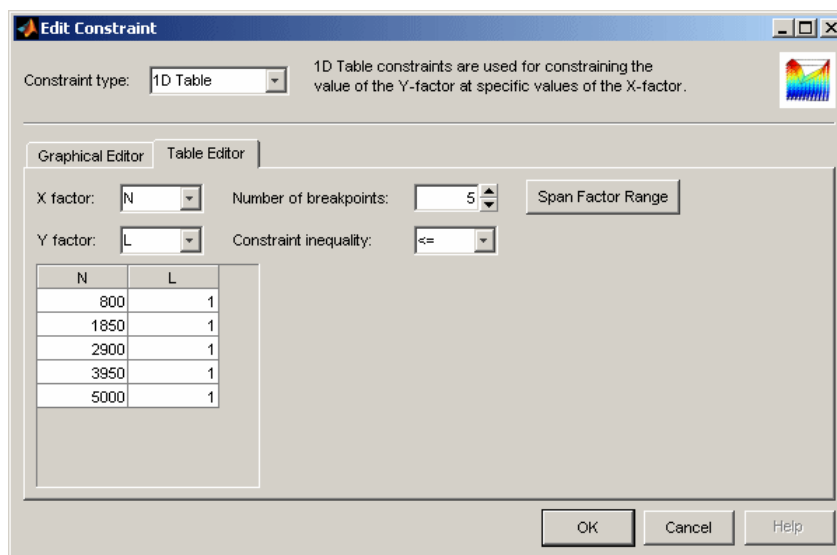 Edit Constraint
Constraint type: 1D Table
1D Table constraints are used for constraining the
value of the Y-factor at specific values of the X-factor.
Graphical Editor Table Editor
X factor: N Number of breakpoints: 5 Span Factor Range
Y factor: L Constraint inequality: <=
N L
800 1
1850 1
2900 1
3950 1
5000 1
OK Cancel Help